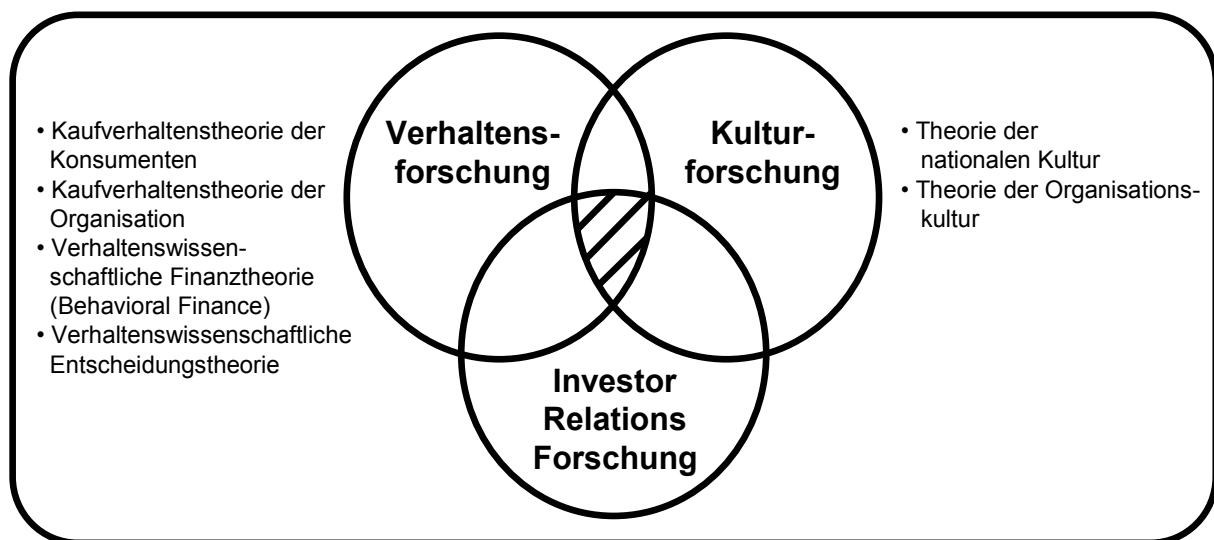 • Kaufverhaltenstheorie der
Konsumenten
• Kaufverhaltenstheorie der
Organisation
• Verhaltenswissen-
schaftliche Finanztheorie
(Behavioral Finance)
• Verhaltenswissenschaftliche
Entscheidungstheorie
Verhaltens-
forschung
Kultur-
forschung
• Theorie der
nationalen Kultur
• Theorie der Organisations-
kultur
Investor
Relations
Forschung